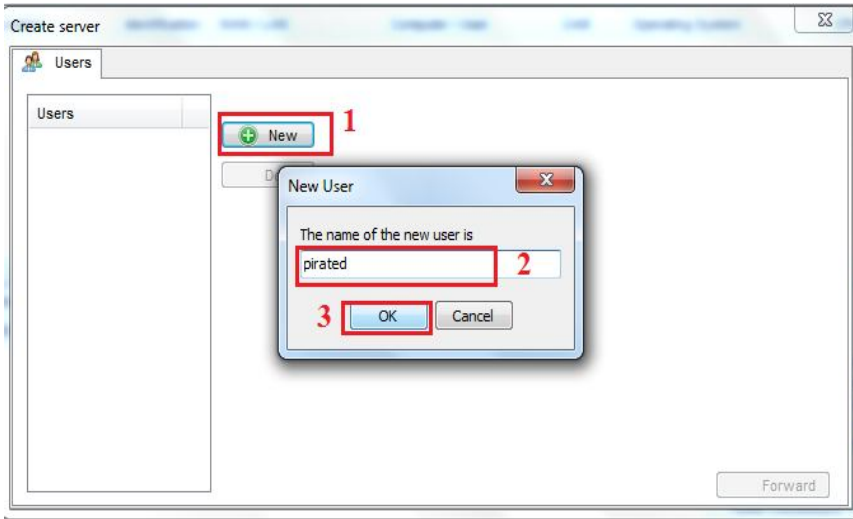 Create server
Users
Users
New
1
New User
The name of the new user is
pirated
2
3
OK
Cancel
Forward